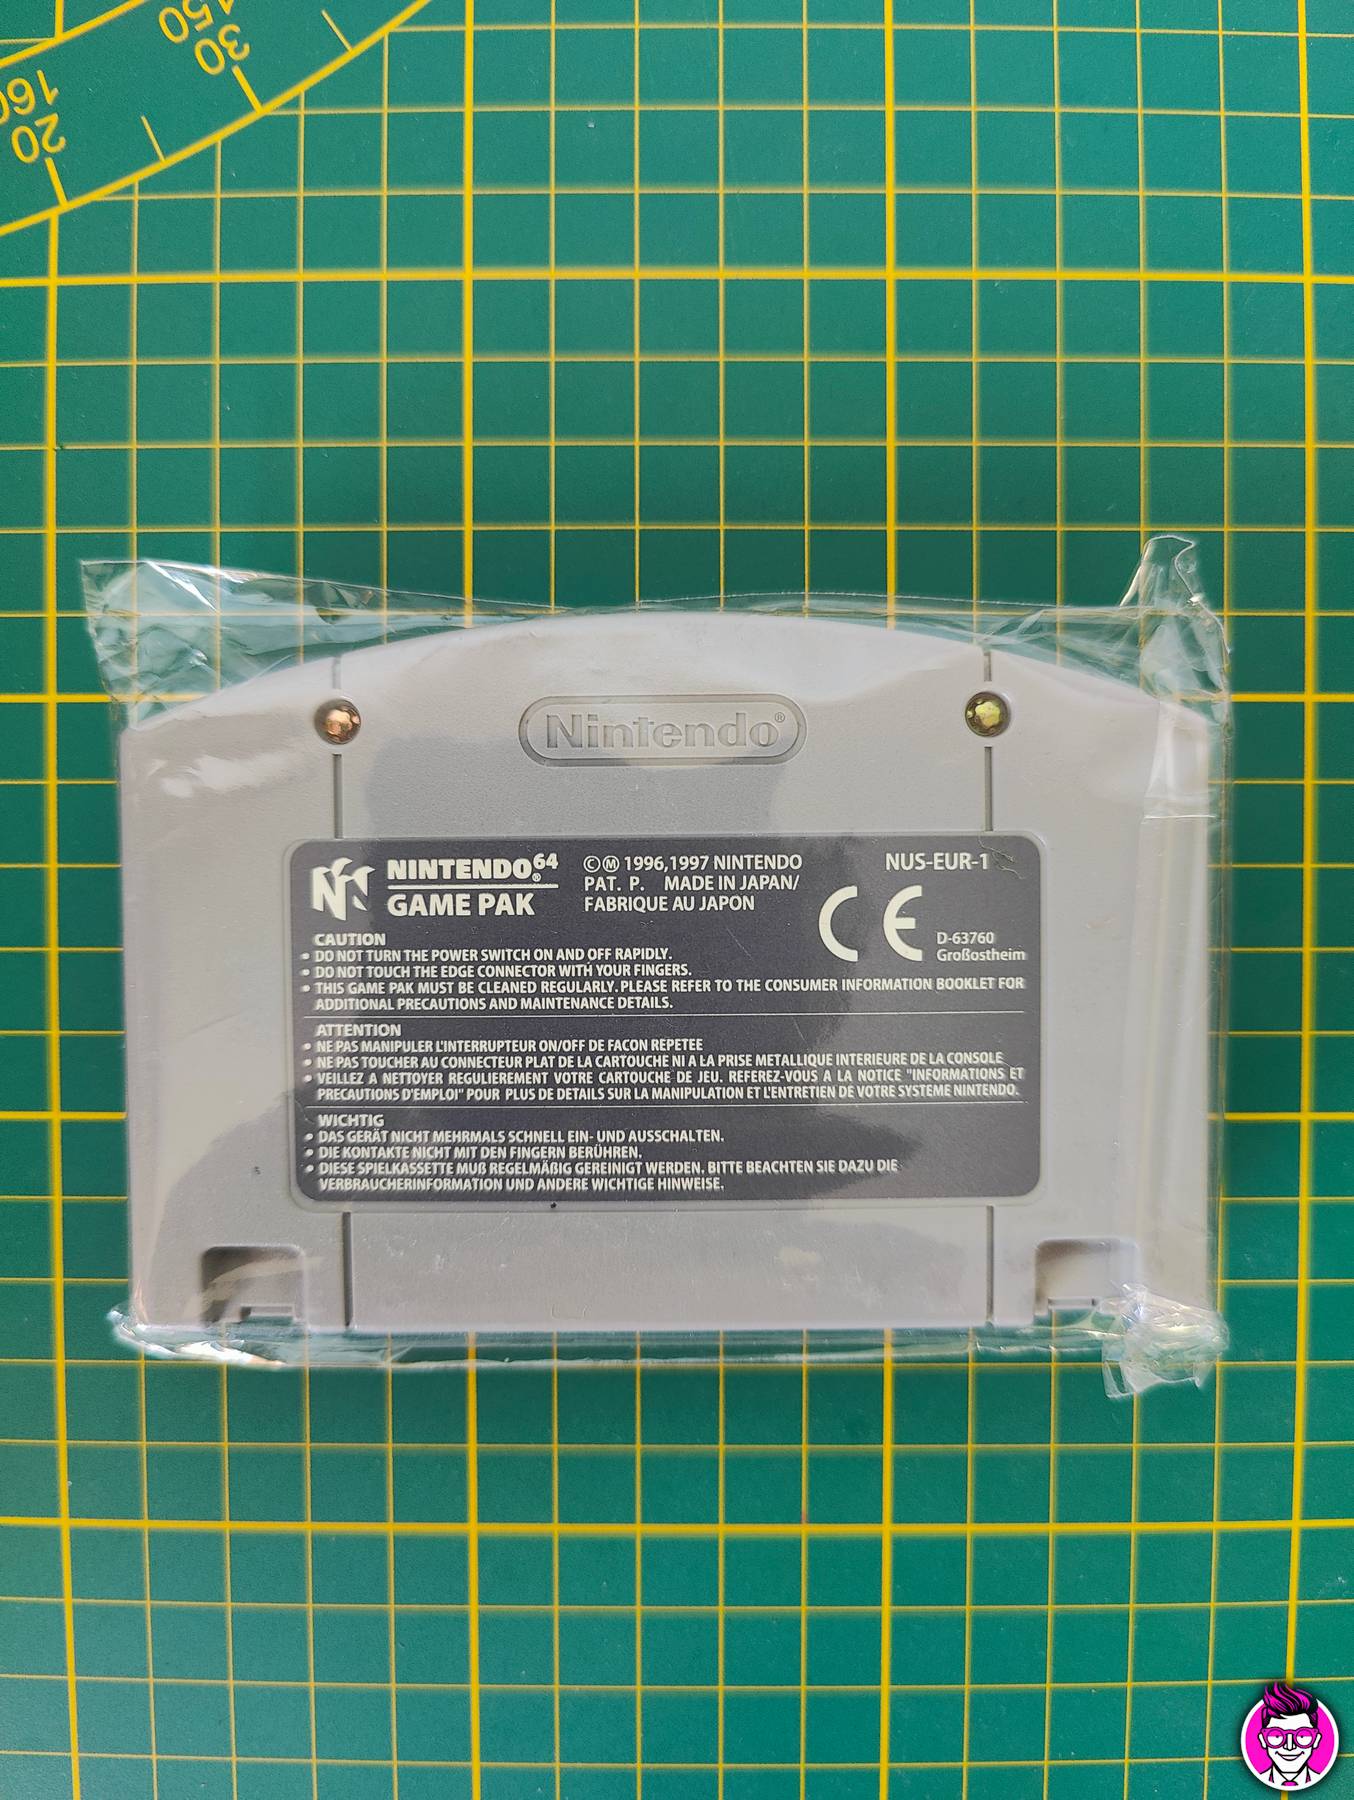 150
30
160
20
Nintendo®
NINTENDO64®
GAME PAK
©Ⓜ 1996,1997 NINTENDO
PAT. P. MADE IN JAPAN/
FABRIQUE AU JAPON
NUS-EUR-1
CE
D-63760
Großostheim
CAUTION
• DO NOT TURN THE POWER SWITCH ON AND OFF RAPIDLY.
• DO NOT TOUCH THE EDGE CONNECTOR WITH YOUR FINGERS.
• THIS GAME PAK MUST BE CLEANED REGULARLY. PLEASE REFER TO THE CONSUMER INFORMATION BOOKLET FOR
ADDITIONAL PRECAUTIONS AND MAINTENANCE DETAILS.
ATTENTION
• NE PAS MANIPULER L'INTERRUPTEUR ON/OFF DE FACON REPETEE
• NE PAS TOUCHER AU CONNECTEUR PLAT DE LA CARTOUCHE NI A LA PRISE METALLIQUE INTERIEURE DE LA CONSOLE
• VEILLEZ A NETTOYER REGULIEREMENT VOTRE CARTOUCHE DE JEU. REFEREZ-VOUS A LA NOTICE "INFORMATIONS ET
PRECAUTIONS D'EMPLOI" POUR PLUS DE DETAILS SUR LA MANIPULATION ET L'ENTRETIEN DE VOTRE SYSTEME NINTENDO.
WICHTIG
• DAS GERÄT NICHT MEHRMALS SCHNELL EIN- UND AUSSCHALTEN.
• DIE KONTAKTE NICHT MIT DEN FINGERN BERÜHREN.
• DIESE SPIELKASSETTE MUß REGELMÄßIG GEREINIGT WERDEN. BITTE BEACHTEN SIE DAZU DIE
VERBRAUCHERINFORMATION UND ANDERE WICHTIGE HINWEISE.